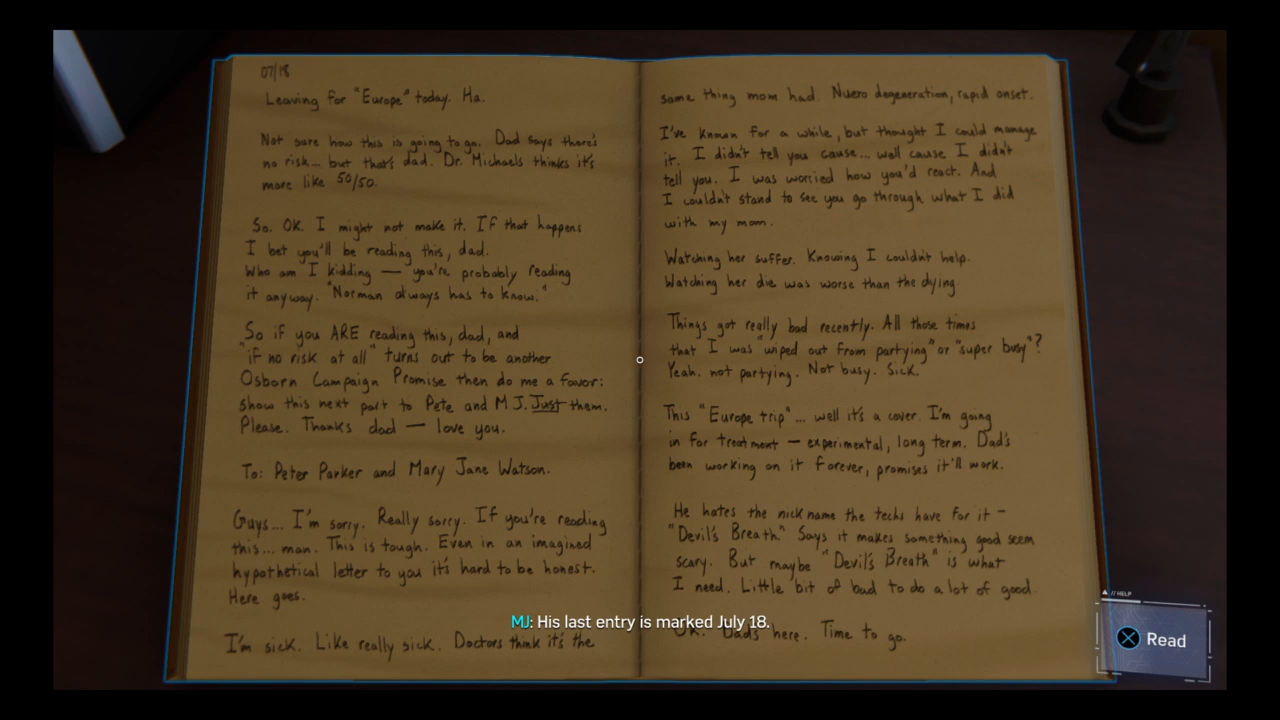 07/18
Leaving for "Europe" today. Ha.
Not sure how this is going to go. Dad says there's
no risk... but that's dad. Dr. Michaels thinks it's
more like 50/50.
So. OK. I might not make it. If that happens
I bet you'll be reading this, dad.
Who am I kidding — you're probably reading
it anyway. "Norman always has to know."
So if you ARE reading this, dad, and
"if no risk at all" turns out to be another
Osborn Campaign Promise then do me a favor:
show this next part to Pete and MJ. Just them.
Please. Thanks dad — love you.
To: Peter Parker and Mary Jane Watson.
Guys... I'm sorry. Really sorry. If you're reading
this... man. This is tough. Even in an imagined
hypothetical letter to you it's hard to be honest.
Here goes.
I'm sick. Like really sick. Doctors think it's the
same thing mom had. Nuero degeneration, rapid onset.
I've known for a while, but thought I could manage
it. I didn't tell you cause... well cause I didn't
tell you. I was worried how you'd react. And
I couldn't stand to see you go through what I did
with my mom.
Watching her suffer. Knowing I couldn't help.
Watching her die was worse than the dying.
Things got really bad recently. All those times
that I was "wiped out from partying" or "super busy"?
Yeah. not partying. Not busy. Sick.
This "Europe trip"... well it's a cover. I'm going
in for treatment — experimental, long term. Dad's
been working on it forever, promises it'll work.
He hates the nickname the techs have for it —
"Devil's Breath." Says it makes something good seem
scary. But maybe "Devil's Breath" is what
I need. Little bit of bad to do a lot of good.
OK. Dad's here. Time to go.
MJ: His last entry is marked July 18.
// HELP
Read